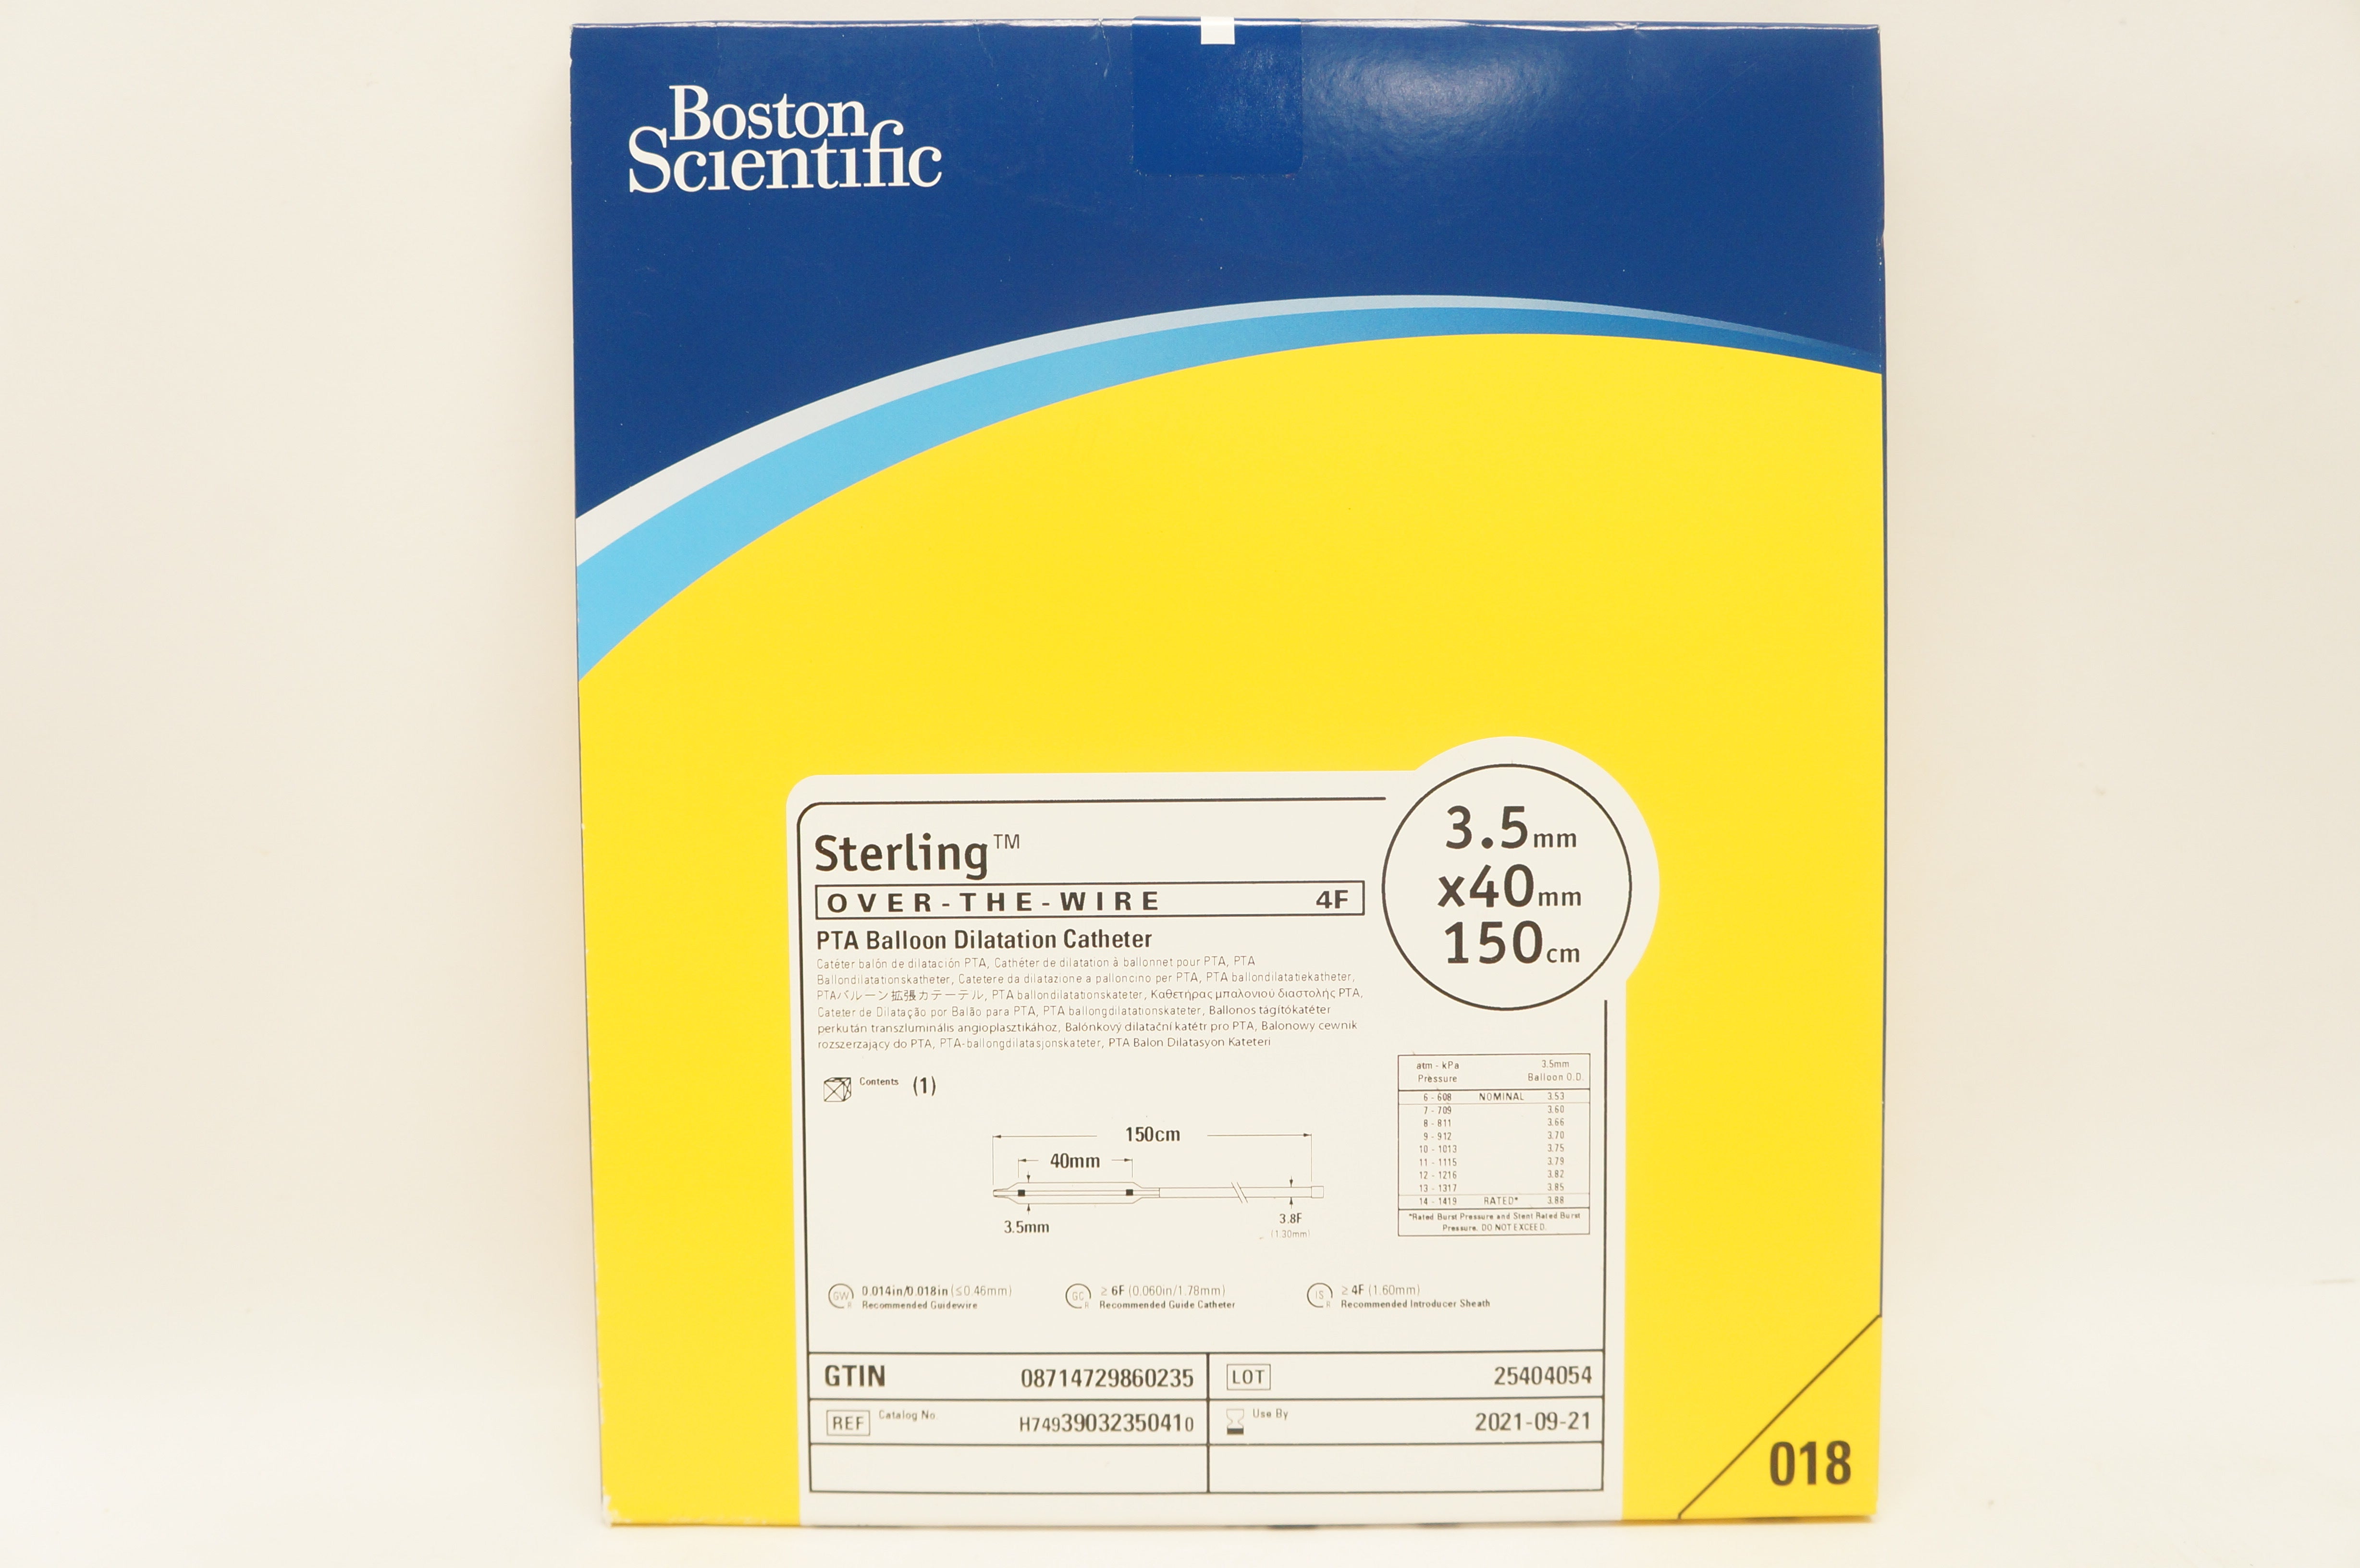 Boston
Scientific
Sterling™
OVER-THE-WIRE 4F
PTA Balloon Dilatation Catheter
Catéter balón de dilatación PTA, Cathéter de dilatation à ballonnet pour PTA, PTA
Ballondilatationskatheter, Catetere da dilatazione a palloncino per PTA, PTA ballondilatatiekatheter,
PTAバルーン拡張カテーテル, PTA ballondilatationskateter, Καθετήρας μπαλονιού διαστολής PTA,
Cateter de Dilatação por Balão para PTA, PTA ballongdilatationskateter, Ballonos tágítókatéter
perkután transzluminális angioplasztikához, Balónkový dilatační katétr pro PTA, Balonowy cewnik
rozszerzający do PTA, PTA-ballongdilatasjonskateter, PTA Balon Dilatasyon Kateteri
3.5mm
x40mm
150cm
Contents (1)
150cm
40mm
3.5mm
3.8F
(1.30mm)
atm - kPa 3.5mm
Pressure Balloon O.D.
6 - 608 NOMINAL 3.53
7 - 709 3.60
8 - 811 3.66
9 - 912 3.70
10 - 1013 3.75
11 - 1115 3.79
12 - 1216 3.82
13 - 1317 3.85
14 - 1419 RATED* 3.88
*Rated Burst Pressure and Stent Rated Burst
Pressure. DO NOT EXCEED.
GW R 0.014in/0.018in (≤0.46mm)
Recommended Guidewire
GC R ≥ 6F (0.060in/1.78mm)
Recommended Guide Catheter
IS R ≥ 4F (1.60mm)
Recommended Introducer Sheath
GTIN 08714729860235
LOT 25404054
REF Catalog No. H74939032350410
Use By 2021-09-21
018